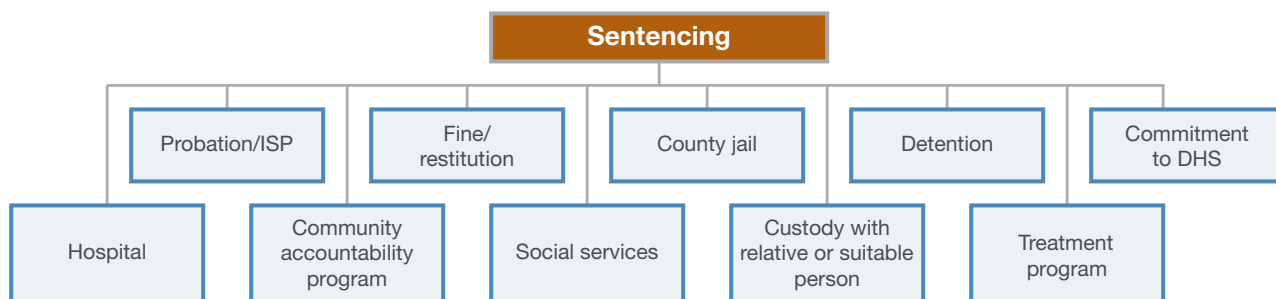 Sentencing
Probation/ISP
Fine/
restitution
County jail
Detention
Commitment
to DHS
Hospital
Community
accountability
program
Social services
Custody with
relative or suitable
person
Treatment
program